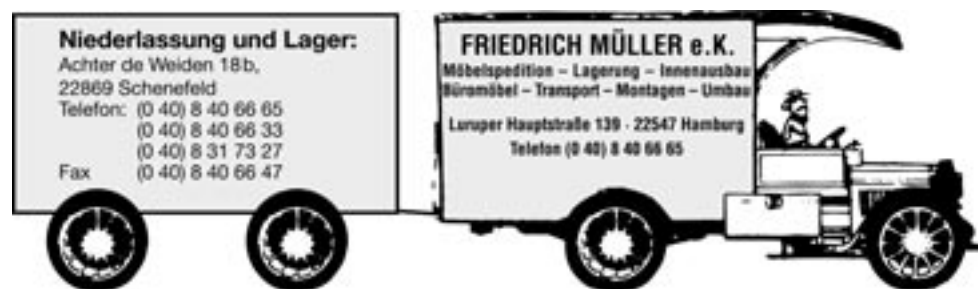 Niederlassung und Lager:
Achter de Weiden 18b,
22869 Schenefeld
Telefon: (0 40) 8 40 66 65
(0 40) 8 40 66 33
(0 40) 8 31 73 27
Fax (0 40) 8 40 66 47
FRIEDRICH MÜLLER e.K.
Möbelspedition – Lagerung – Innenausbau
Büromöbel – Transport – Montagen – Umbau
Luruper Hauptstraße 139 · 22547 Hamburg
Telefon (0 40) 8 40 66 65